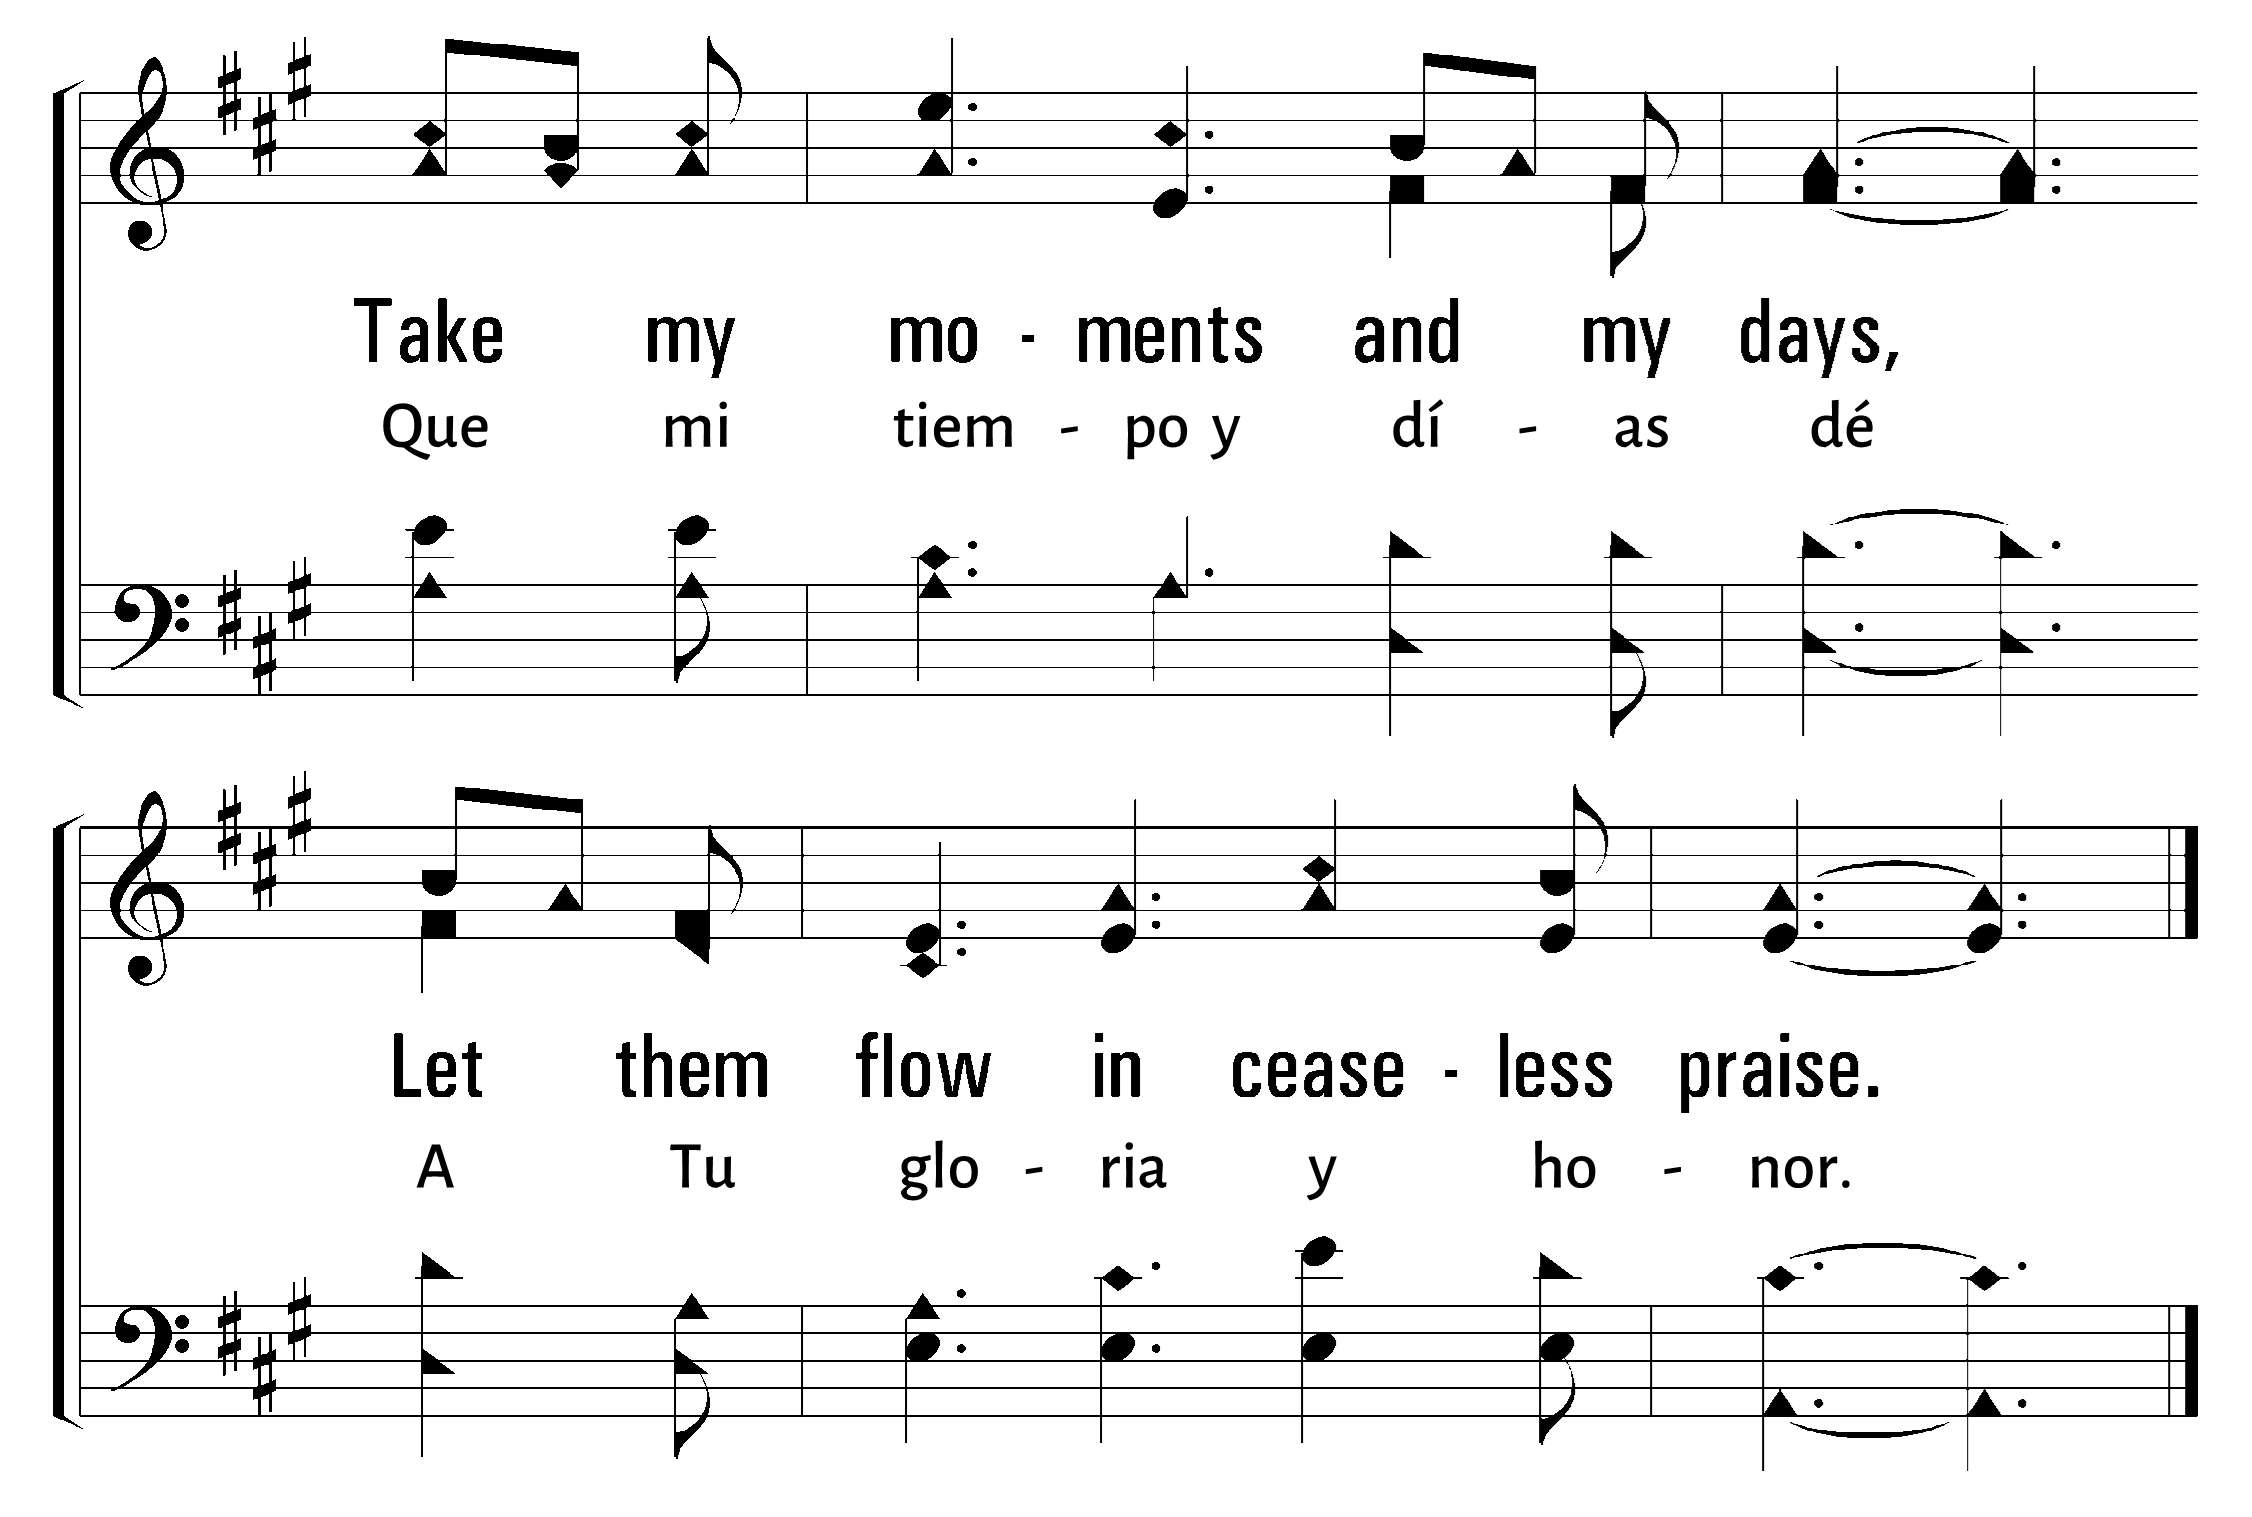 Take my mo - ments and my days,
Que mi tiem - po y dí - as dé
Let them flow in cease - less praise.
A Tu glo - ria y ho - nor.